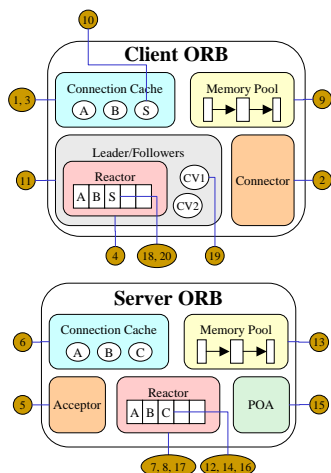 10
Client ORB
1, 3
Connection Cache
A B S
Memory Pool
9
Leader/Followers
11
Reactor
A B S
CV1
CV2
Connector
2
4
18, 20
19
Server ORB
6
Connection Cache
A B C
Memory Pool
13
5
Acceptor
Reactor
A B C
POA
15
7, 8, 17
12, 14, 16